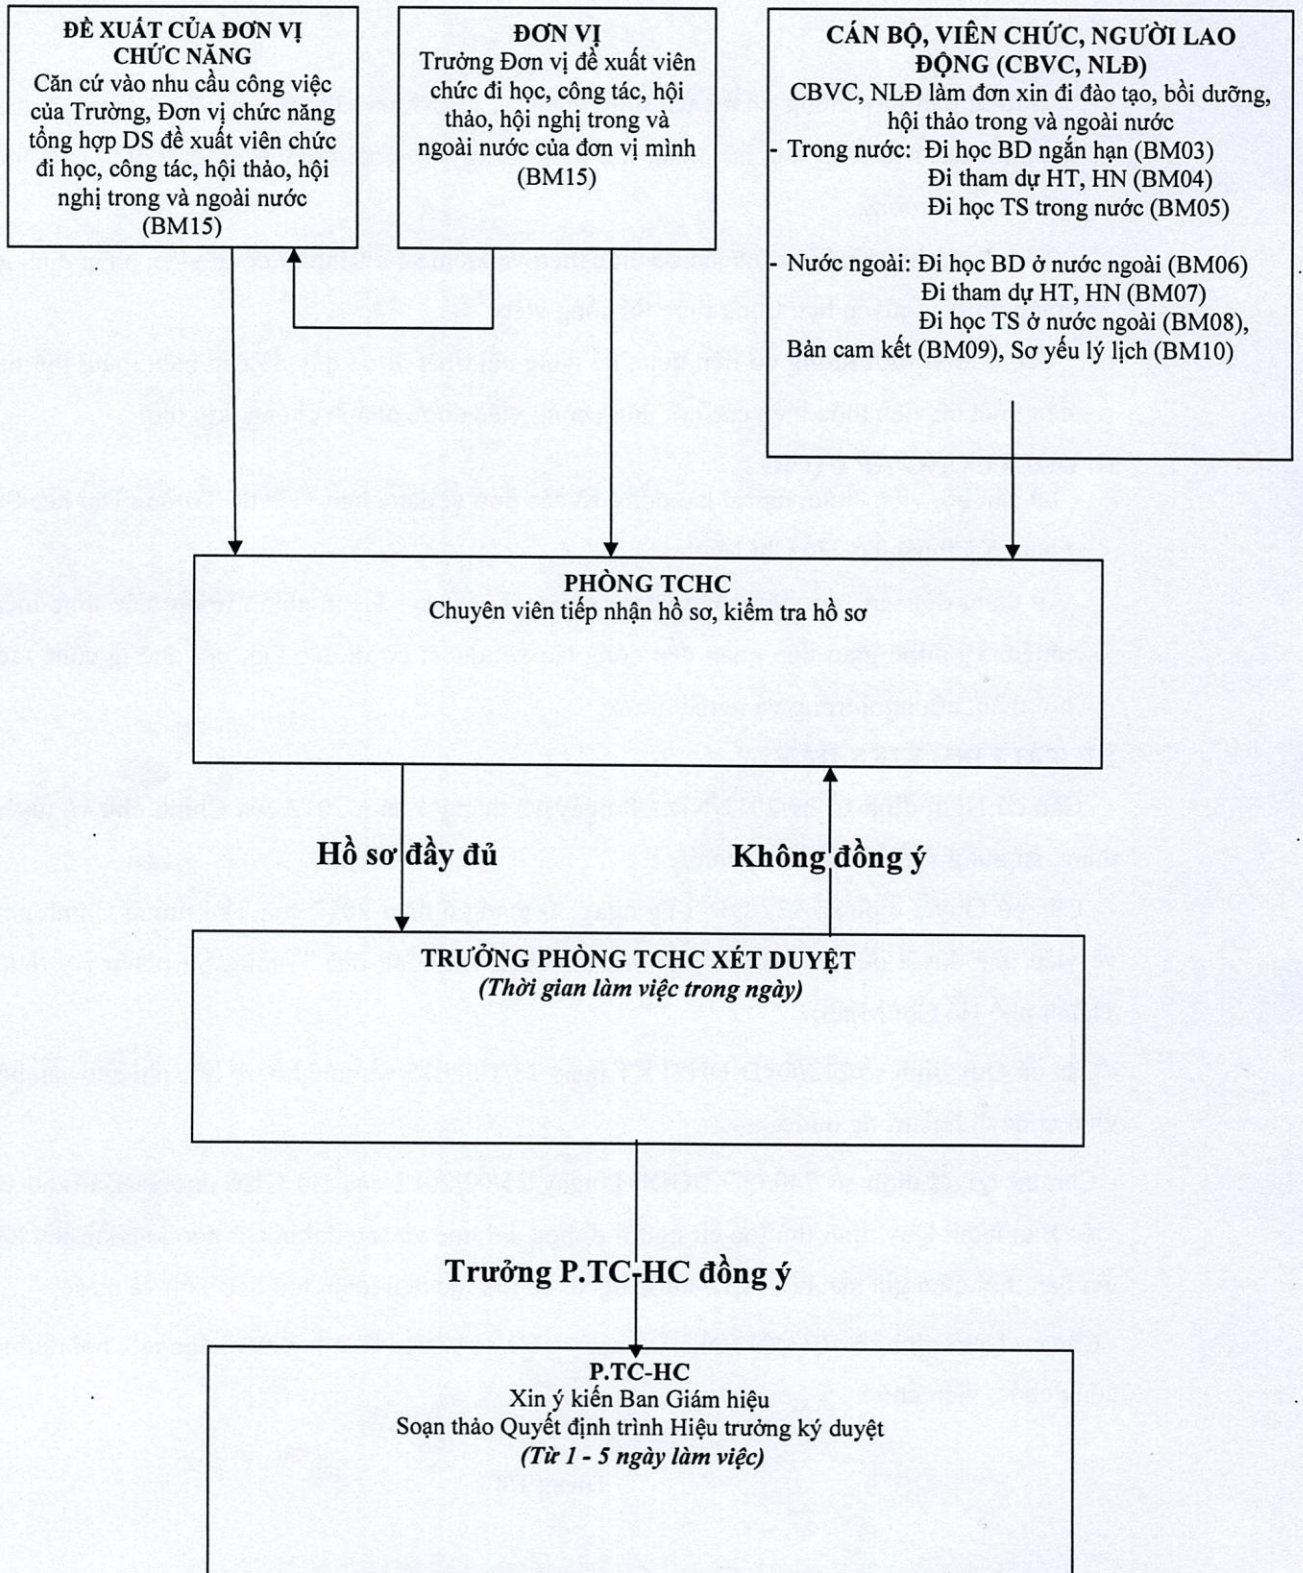 ĐỀ XUẤT CỦA ĐƠN VỊ
CHỨC NĂNG
Căn cứ vào nhu cầu công việc
của Trường, Đơn vị chức năng
tổng hợp DS đề xuất viên chức
đi học, công tác, hội thảo, hội
nghị trong và ngoài nước
(BM15)
ĐƠN VỊ
Trưởng Đơn vị đề xuất viên
chức đi học, công tác, hội
thảo, hội nghị trong và
ngoài nước của đơn vị mình
(BM15)
CÁN BỘ, VIÊN CHỨC, NGƯỜI LAO
ĐỘNG (CBVC, NLĐ)
CBVC, NLĐ làm đơn xin đi đào tạo, bồi dưỡng,
hội thảo trong và ngoài nước
- Trong nước: Đi học BD ngắn hạn (BM03)
Đi tham dự HT, HN (BM04)
Đi học TS trong nước (BM05)
- Nước ngoài: Đi học BD ở nước ngoài (BM06)
Đi tham dự HT, HN (BM07)
Đi học TS ở nước ngoài (BM08),
Bản cam kết (BM09), Sơ yếu lý lịch (BM10)
PHÒNG TCHC
Chuyên viên tiếp nhận hồ sơ, kiểm tra hồ sơ
Hồ sơ đầy đủ
Không đồng ý
TRƯỞNG PHÒNG TCHC XÉT DUYỆT
(Thời gian làm việc trong ngày)
Trưởng P.TC-HC đồng ý
P.TC-HC
Xin ý kiến Ban Giám hiệu
Soạn thảo Quyết định trình Hiệu trưởng ký duyệt
(Từ 1 - 5 ngày làm việc)